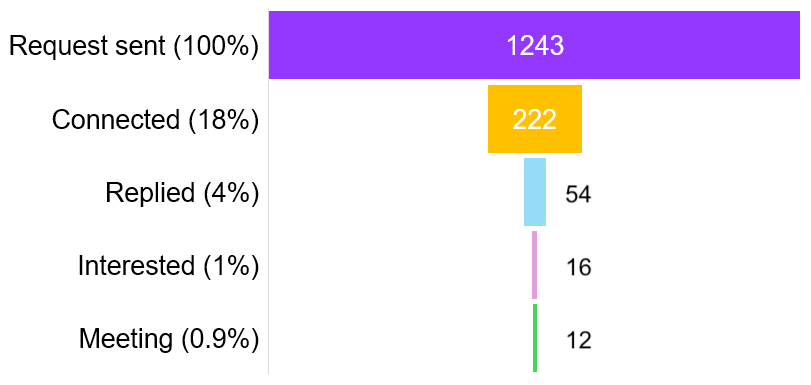 Request sent (100%) 1243
Connected (18%) 222
Replied (4%) 54
Interested (1%) 16
Meeting (0.9%) 12